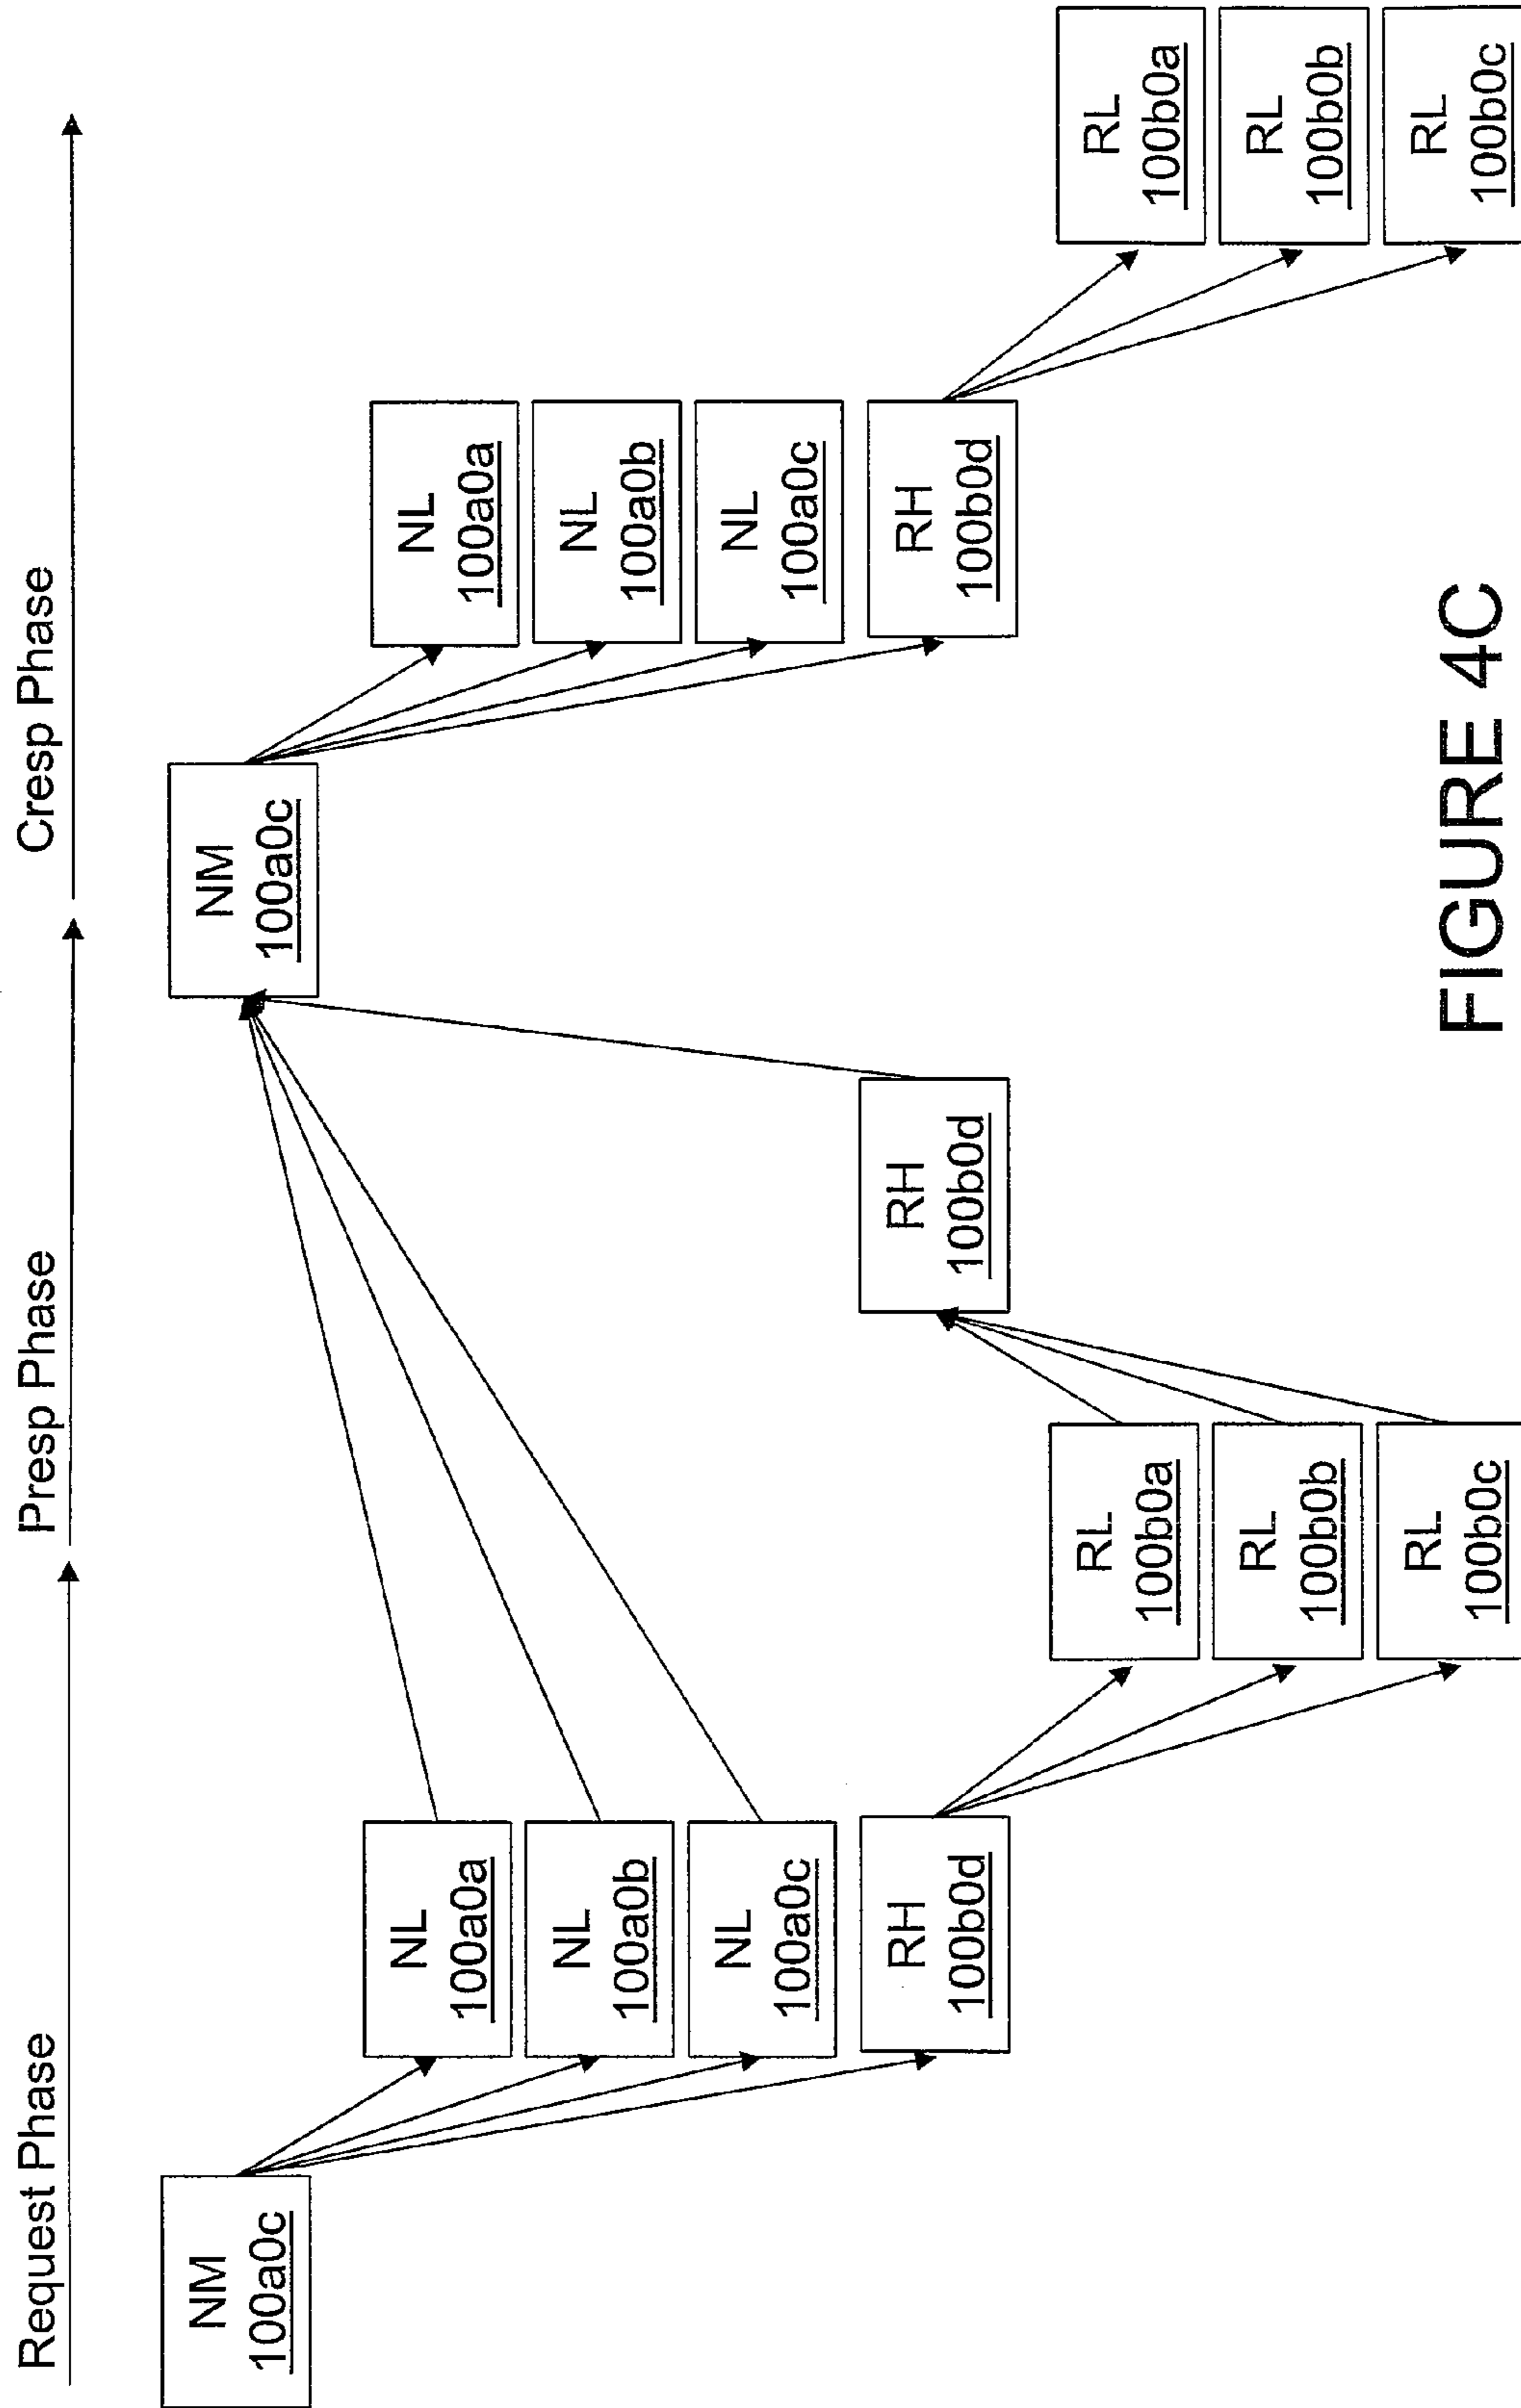 Request Phase
Presp Phase
Cresp Phase
NM
100a0c
NL
100a0a
NL
100a0b
NL
100a0c
RH
100b0d
RL
100b0a
RL
100b0b
RL
100b0c
RH
100b0d
NM
100a0c
NL
100a0a
NL
100a0b
NL
100a0c
RH
100b0d
RL
100b0a
RL
100b0b
RL
100b0c
FIGURE 4C